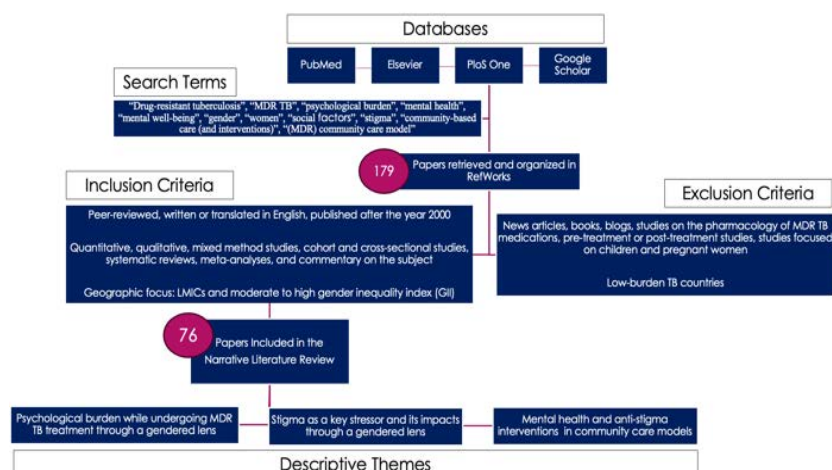 Databases
PubMed
Elsevier
PloS One
Google
Scholar
Search Terms
“Drug-resistant tuberculosis”, “MDR TB”, “psychological burden”, “mental health”,
“mental well-being”, “gender”, “women”, “social factors”, “stigma”, “community-based
care (and interventions)”, “(MDR) community care model”
179
Papers retrieved and organized in
RefWorks
Inclusion Criteria
Exclusion Criteria
Peer-reviewed, written or translated in English, published after the year 2000
Quantitative, qualitative, mixed method studies, cohort and cross-sectional studies,
systematic reviews, meta-analyses, and commentary on the subject
Geographic focus: LMICs and moderate to high gender inequality index (GII)
News articles, books, blogs, studies on the pharmacology of MDR TB
medications, pre-treatment or post-treatment studies, studies focused
on children and pregnant women
Low-burden TB countries
76
Papers Included in the
Narrative Literature Review
Psychological burden while undergoing MDR
TB treatment through a gendered lens
Stigma as a key stressor and its impacts
through a gendered lens
Mental health and anti-stigma
interventions in community care models
Descriptive Themes